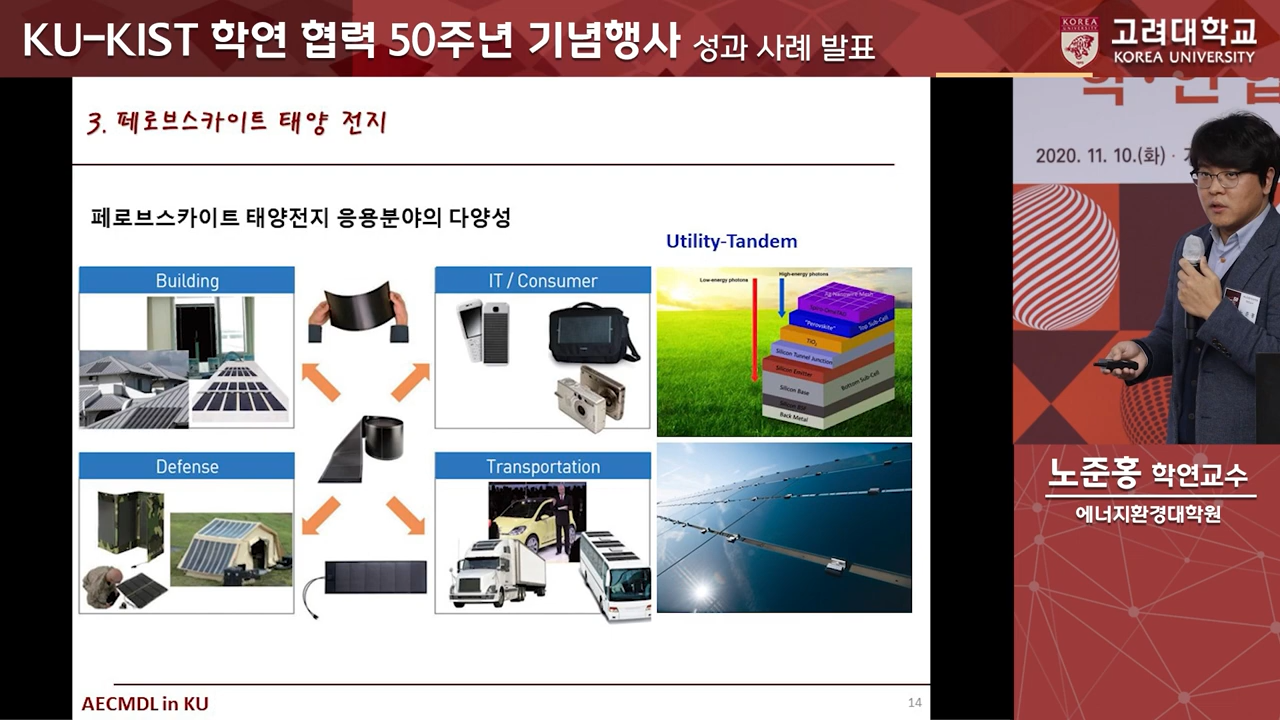 KU-KIST 학연 협력 50주년 기념행사 성과 사례 발표
KOREA
UNIVERSITY
고려대학교
KOREA UNIVERSITY
3. 페로브스카이트 태양 전지
페로브스카이트 태양전지 응용분야의 다양성
Utility-Tandem
Building
IT / Consumer
Defense
Transportation
Low-energy photons
High-energy photons
Ag Nanowire Mesh
"Perovskite"
Top Sub-Cell
TiO2
Silicon Tunnel Junction
Silicon Emitter
Bottom Sub-Cell
Silicon Base
Back Metal
AECMDL in KU
14
2020. 11. 10.(화) ·
노준홍 학연교수
에너지환경대학원